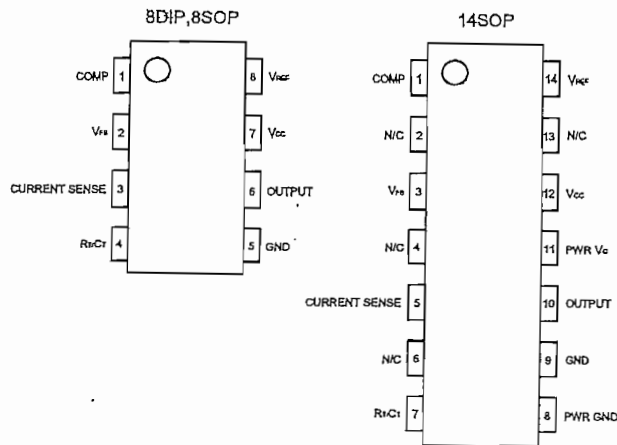 8DIP,8SOP
COMP 1
8 VREF
VFB 2
7 VCC
CURRENT SENSE 3
6 OUTPUT
RT/CT 4
5 GND
14SOP
COMP 1
14 VREF
N/C 2
13 N/C
VFB 3
12 VCC
N/C 4
11 PWR VC
CURRENT SENSE 5
10 OUTPUT
N/C 6
9 GND
RT/CT 7
8 PWR GND